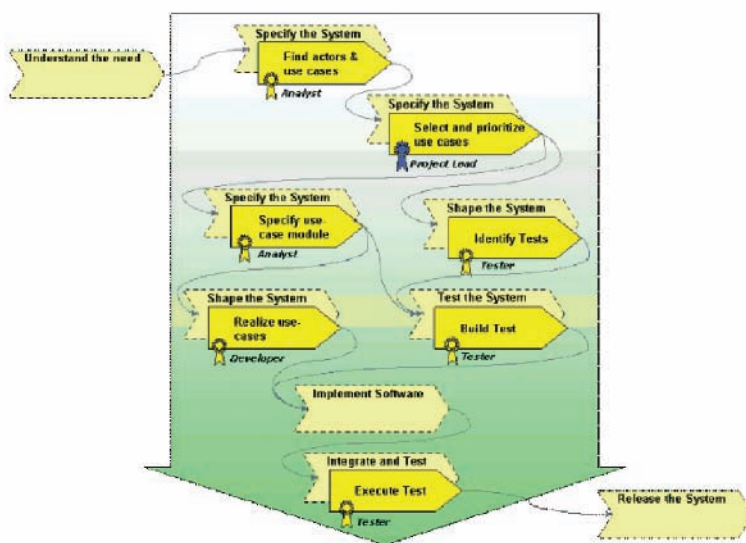 Specify the System
Understand the need
Find actors &
use cases
Analyst
Specify the System
Select and prioritize
use cases
Project Lead
Specify the System
Specify use-
case module
Analyst
Shape the System
Identify Tests
Tester
Shape the System
Realize use-
cases
Developer
Test the System
Build Test
Tester
Implement Software
Integrate and Test
Execute Test
Tester
Release the System